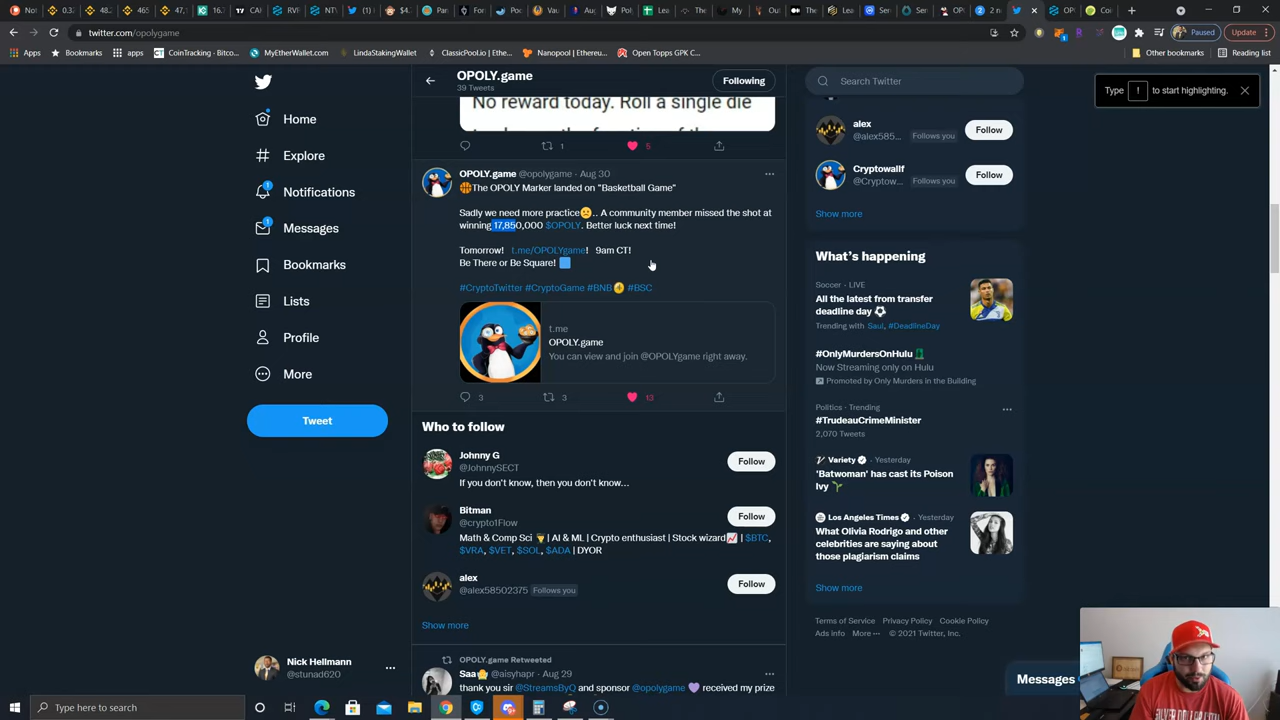 twitter.com/opolygame
Paused
Update
Apps
Bookmarks
apps
CoinTracking - Bitco...
MyEtherWallet.com
LindaStakingWallet
ClassicPool.io | Ethe...
Nanopool | Ethereu...
Open Topps GPK C...
Other bookmarks
Reading list
OPOLY.game
39 Tweets
Following
Search Twitter
Type ! to start highlighting.
Home
Explore
Notifications
Messages
Bookmarks
Lists
Profile
More
Tweet
Nick Hellmann
@stunad620
No reward today. Roll a single die
1
5
OPOLY.game @opolygame · Aug 30
🏀The OPOLY Marker landed on "Basketball Game"
Sadly we need more practice🙁.. A community member missed the shot at
winning 17,850,000 $OPOLY. Better luck next time!
Tomorrow! t.me/OPOLYgame! 9am CT!
Be There or Be Square! 🟦
#CryptoTwitter #CryptoGame #BNB #BSC
t.me
OPOLY.game
You can view and join @OPOLYgame right away.
3
3
13
Who to follow
Johnny G
@JohnnySECT
Follow
If you don't know, then you don't know...
Bitman
@crypto1Flow
Follow
Math & Comp Sci | AI & ML | Crypto enthusiast | Stock wizard📈 | $BTC,
$VRA, $VET, $SOL, $ADA | DYOR
alex
@alex58502375 Follows you
Follow
Show more
OPOLY.game Retweeted
Saa @aisyhapr · Aug 29
thank you sir @StreamsByQ and sponsor @opolygame 💜 received my prize
alex
@alex585... Follows you
Follow
Cryptowallf
@Cryptow... Follows you
Follow
Show more
What's happening
Soccer · LIVE
All the latest from transfer
deadline day ⚽
Trending with Saul, #DeadlineDay
#OnlyMurdersOnHulu
Now Streaming only on Hulu
Promoted by Only Murders in the Building
Politics · Trending
#TrudeauCrimeMinister
2,070 Tweets
Variety · Yesterday
'Batwoman' has cast its Poison
Ivy 🌱
Los Angeles Times · Yesterday
What Olivia Rodrigo and other
celebrities are saying about
those plagiarism claims
Show more
Terms of Service Privacy Policy Cookie Policy
Ads info More ··· © 2021 Twitter, Inc.
Messages
Type here to search